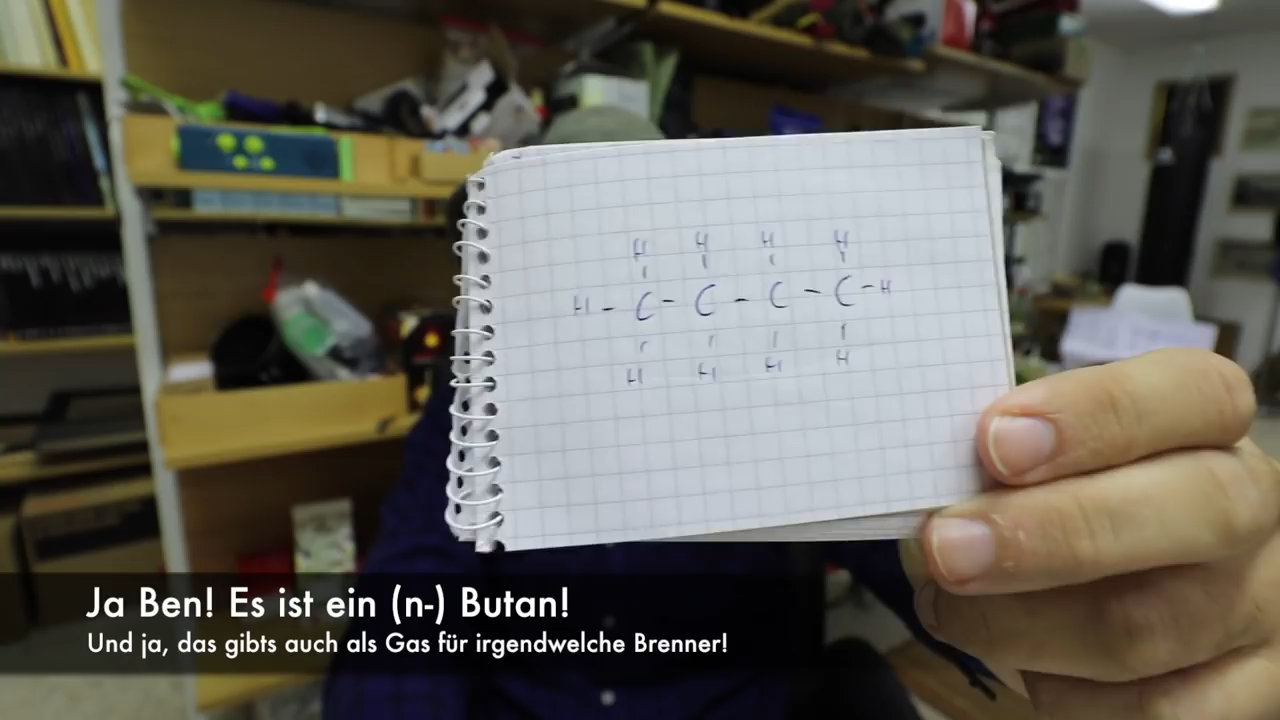 H H H H
H - C - C - C - C - H
H H H H
Ja Ben! Es ist ein (n-) Butan!
Und ja, das gibts auch als Gas für irgendwelche Brenner!